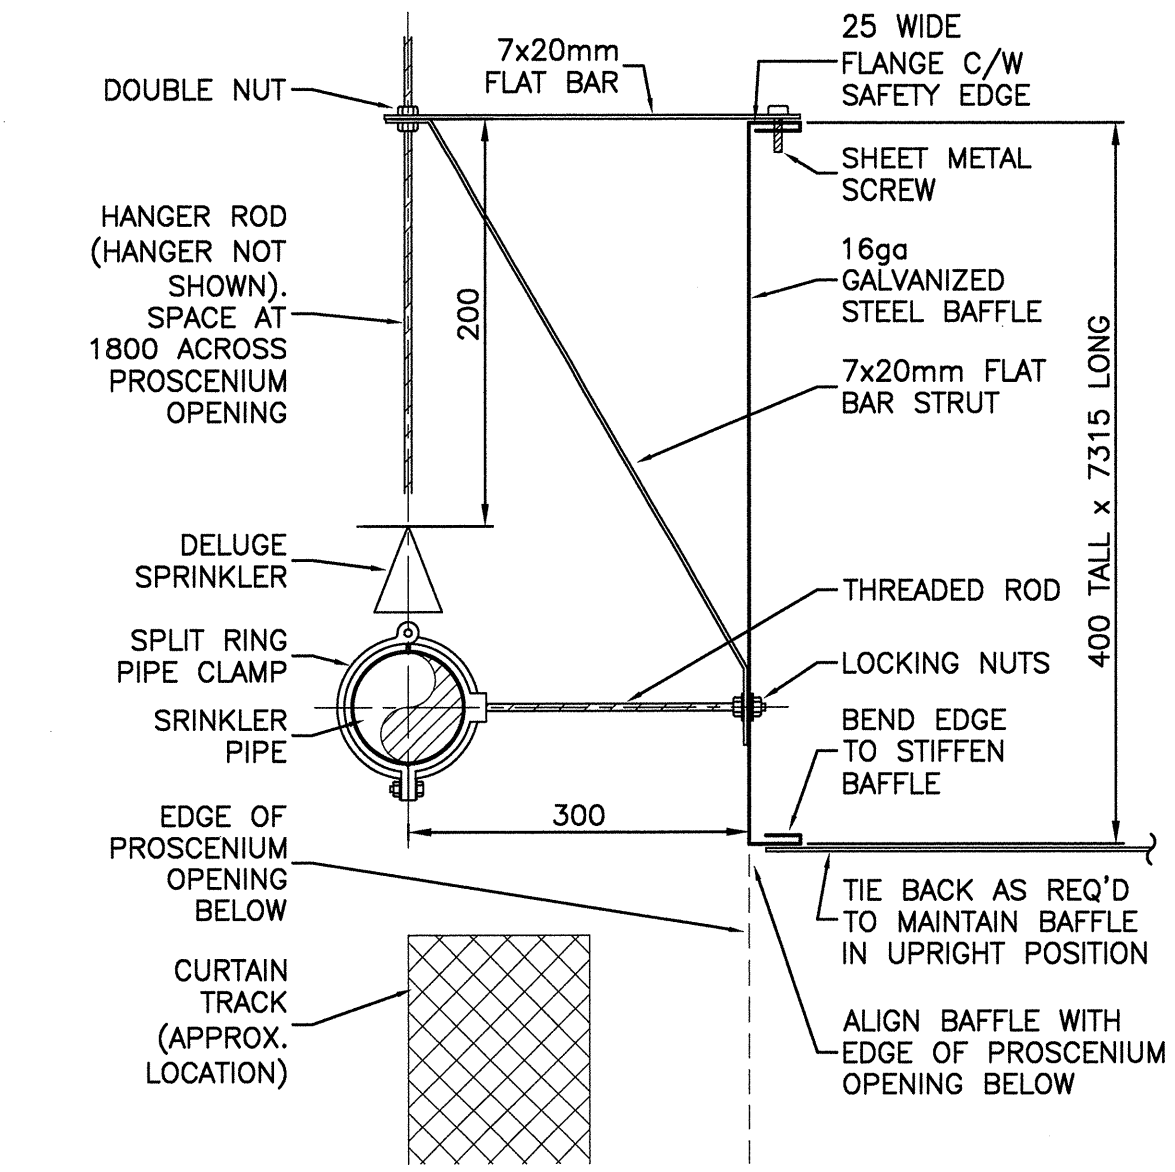 DOUBLE NUT
7x20mm
FLAT BAR
25 WIDE
FLANGE C/W
SAFETY EDGE
SHEET METAL
SCREW
HANGER ROD
(HANGER NOT
SHOWN).
SPACE AT
1800 ACROSS
PROSCENIUM
OPENING
200
16ga
GALVANIZED
STEEL BAFFLE
7x20mm FLAT
BAR STRUT
400 TALL x 7315 LONG
DELUGE
SPRINKLER
THREADED ROD
SPLIT RING
PIPE CLAMP
LOCKING NUTS
SRINKLER
PIPE
BEND EDGE
TO STIFFEN
BAFFLE
300
EDGE OF
PROSCENIUM
OPENING
BELOW
TIE BACK AS REQ'D
TO MAINTAIN BAFFLE
IN UPRIGHT POSITION
CURTAIN
TRACK
(APPROX.
LOCATION)
ALIGN BAFFLE WITH
EDGE OF PROSCENIUM
OPENING BELOW